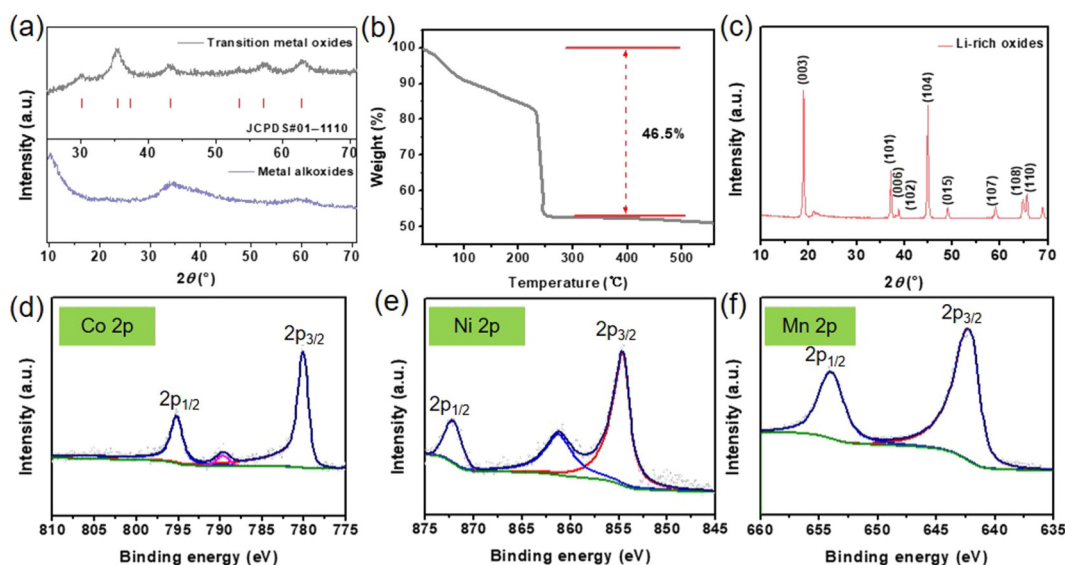 (a)
Transition metal oxides
JCPDS#01–1110
30 40 50 60 70
Metal alkoxides
Intensity (a.u.)
10 20 30 40 50 60 70
2θ(°)
(b)
100
90
80
70
60
50
46.5%
Weight (%)
100 200 300 400 500
Temperature (℃)
(c)
Li-rich oxides
(003)
(101)
(006)
(102)
(104)
(015)
(107)
(108)
(110)
Intensity (a.u.)
10 20 30 40 50 60 70
2θ(°)
(d)
Co 2p
2p1/2
2p3/2
Intensity (a.u.)
810 805 800 795 790 785 780 775
Binding energy (eV)
(e)
Ni 2p
2p1/2
2p3/2
Intensity (a.u.)
875 870 865 860 855 850 845
Binding energy (eV)
(f)
Mn 2p
2p1/2
2p3/2
Intensity (a.u.)
660 655 650 645 640 635
Binding energy (eV)